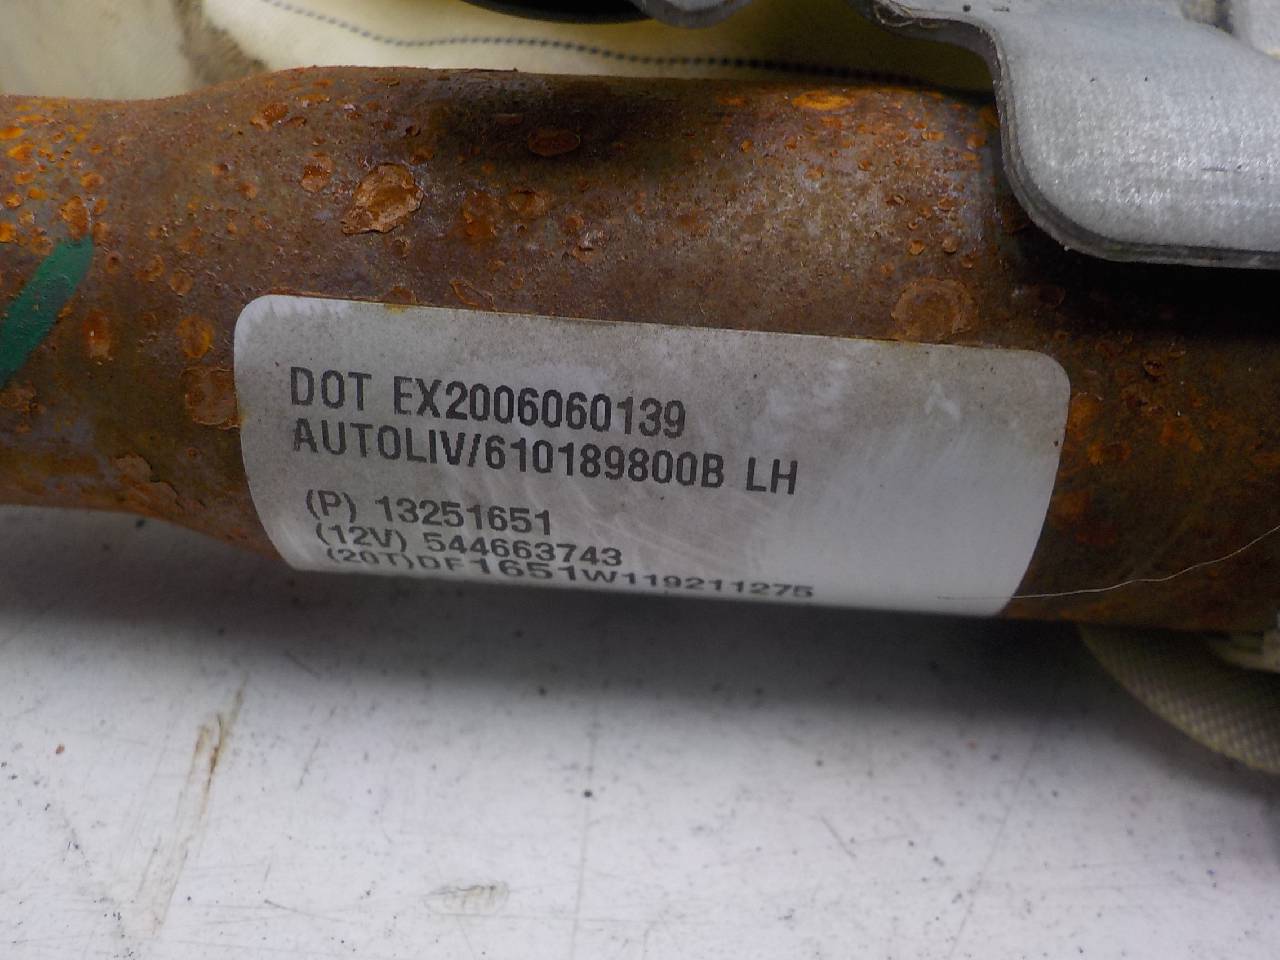 DOT EX2006060139
AUTOLIV/610189800B LH
(P) 13251651
(12V) 544663743
(20T)DF1651W119211275